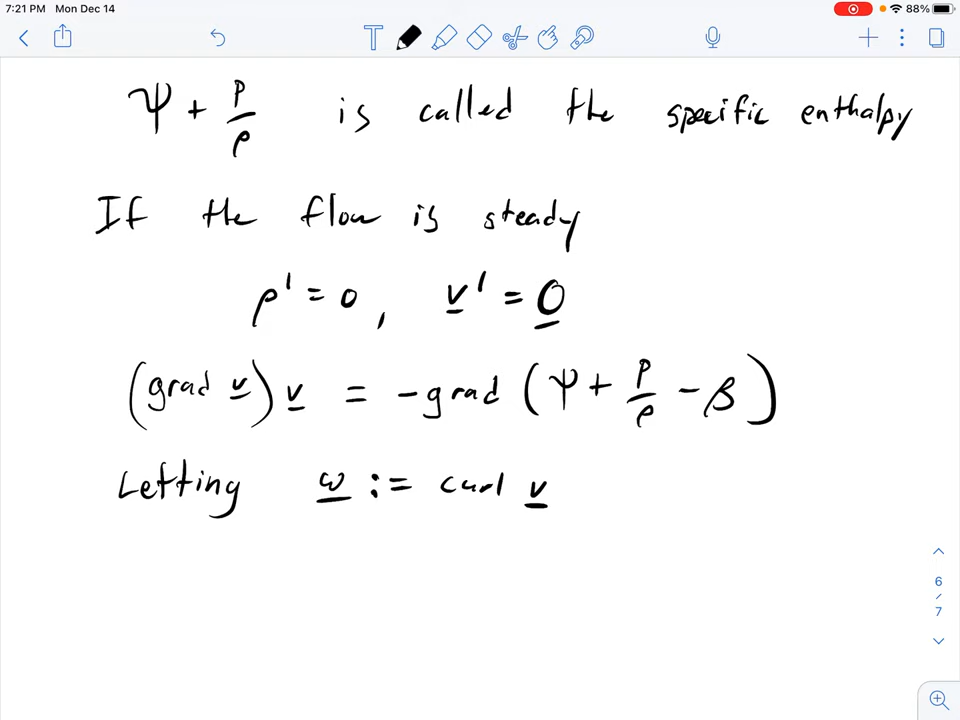 7:21 PM Mon Dec 14 88%
T
ψ + p/ρ is called the specific enthalpy
If the flow is steady
ρ' = 0, v' = 0
(grad v) v = -grad (ψ + p/ρ - β)
Letting ω := curl v
6
/
7